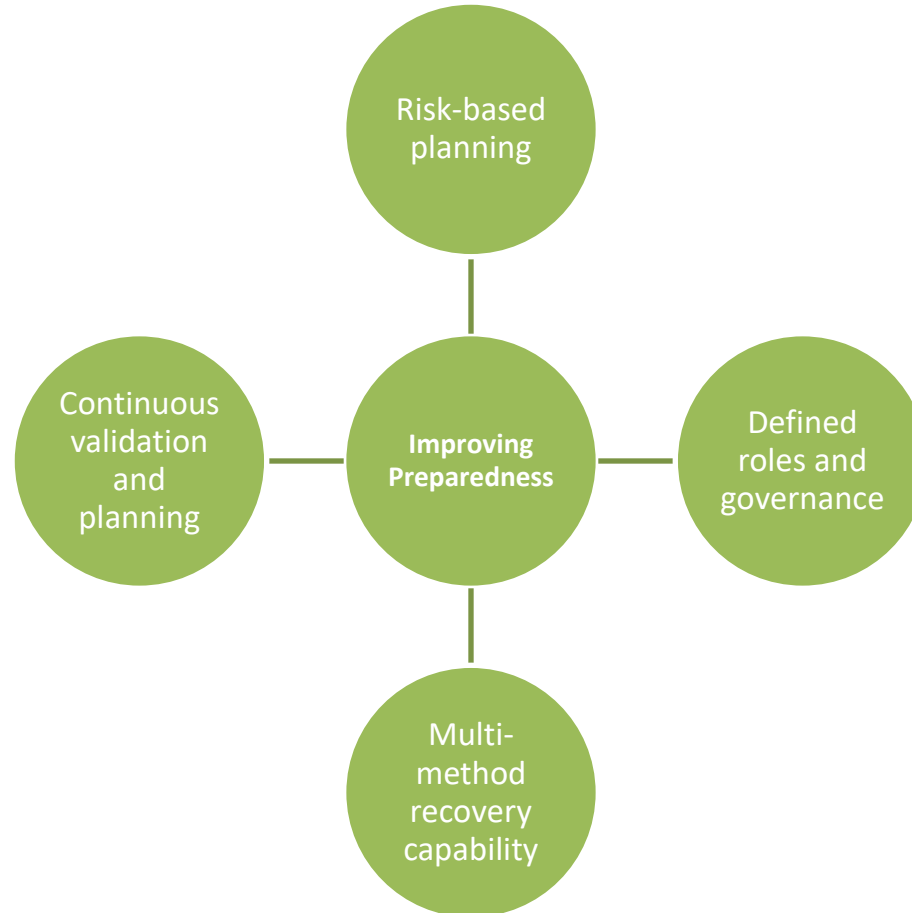 Risk-based
planning
Continuous
validation
and
planning
Improving
Preparedness
Defined
roles and
governance
Multi-
method
recovery
capability